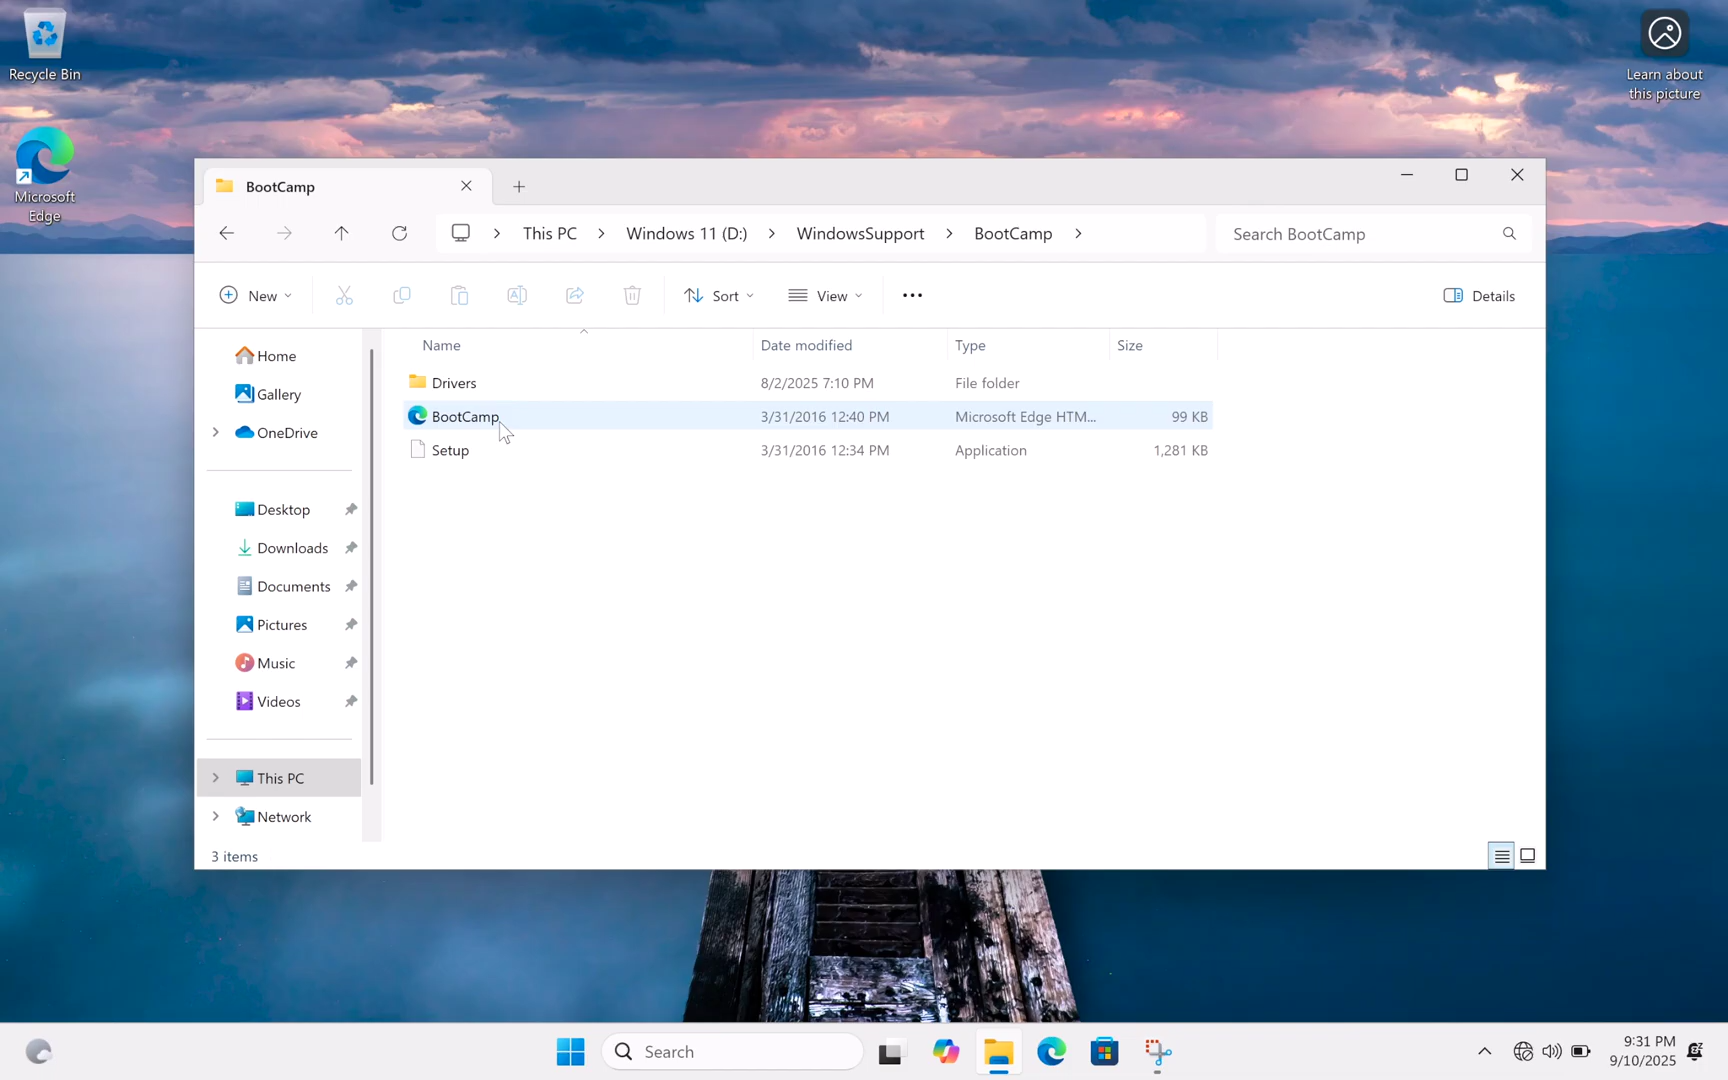 Recycle Bin
Learn about
this picture
Microsoft
Edge
BootCamp
This PC
Windows 11 (D:)
WindowsSupport
BootCamp
Search BootCamp
New
Sort
View
Details
Name
Date modified
Type
Size
Home
Gallery
OneDrive
Desktop
Downloads
Documents
Pictures
Music
Videos
This PC
Network
Drivers 8/2/2025 7:10 PM File folder
BootCamp 3/31/2016 12:40 PM Microsoft Edge HTM... 99 KB
Setup 3/31/2016 12:34 PM Application 1,281 KB
3 items
Search
9:31 PM
9/10/2025